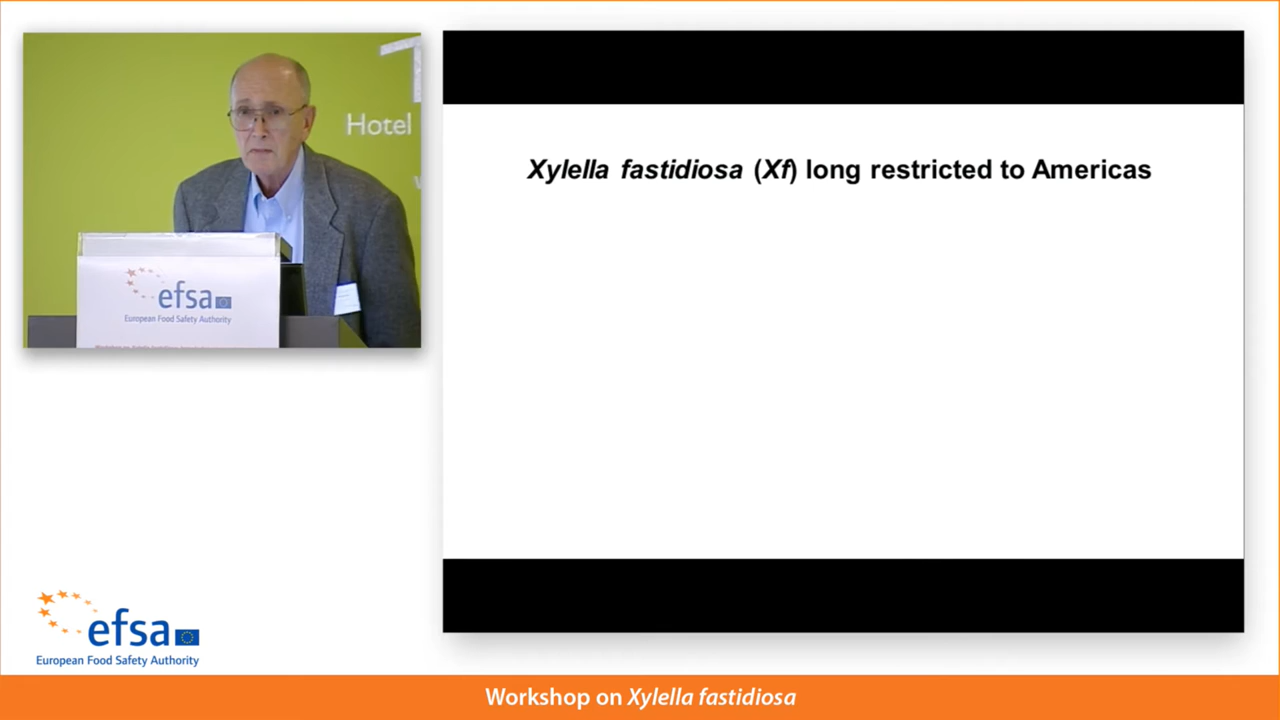 Hotel
efsa
European Food Safety Authority
Xylella fastidiosa (Xf) long restricted to Americas
efsa
European Food Safety Authority
Workshop on Xylella fastidiosa